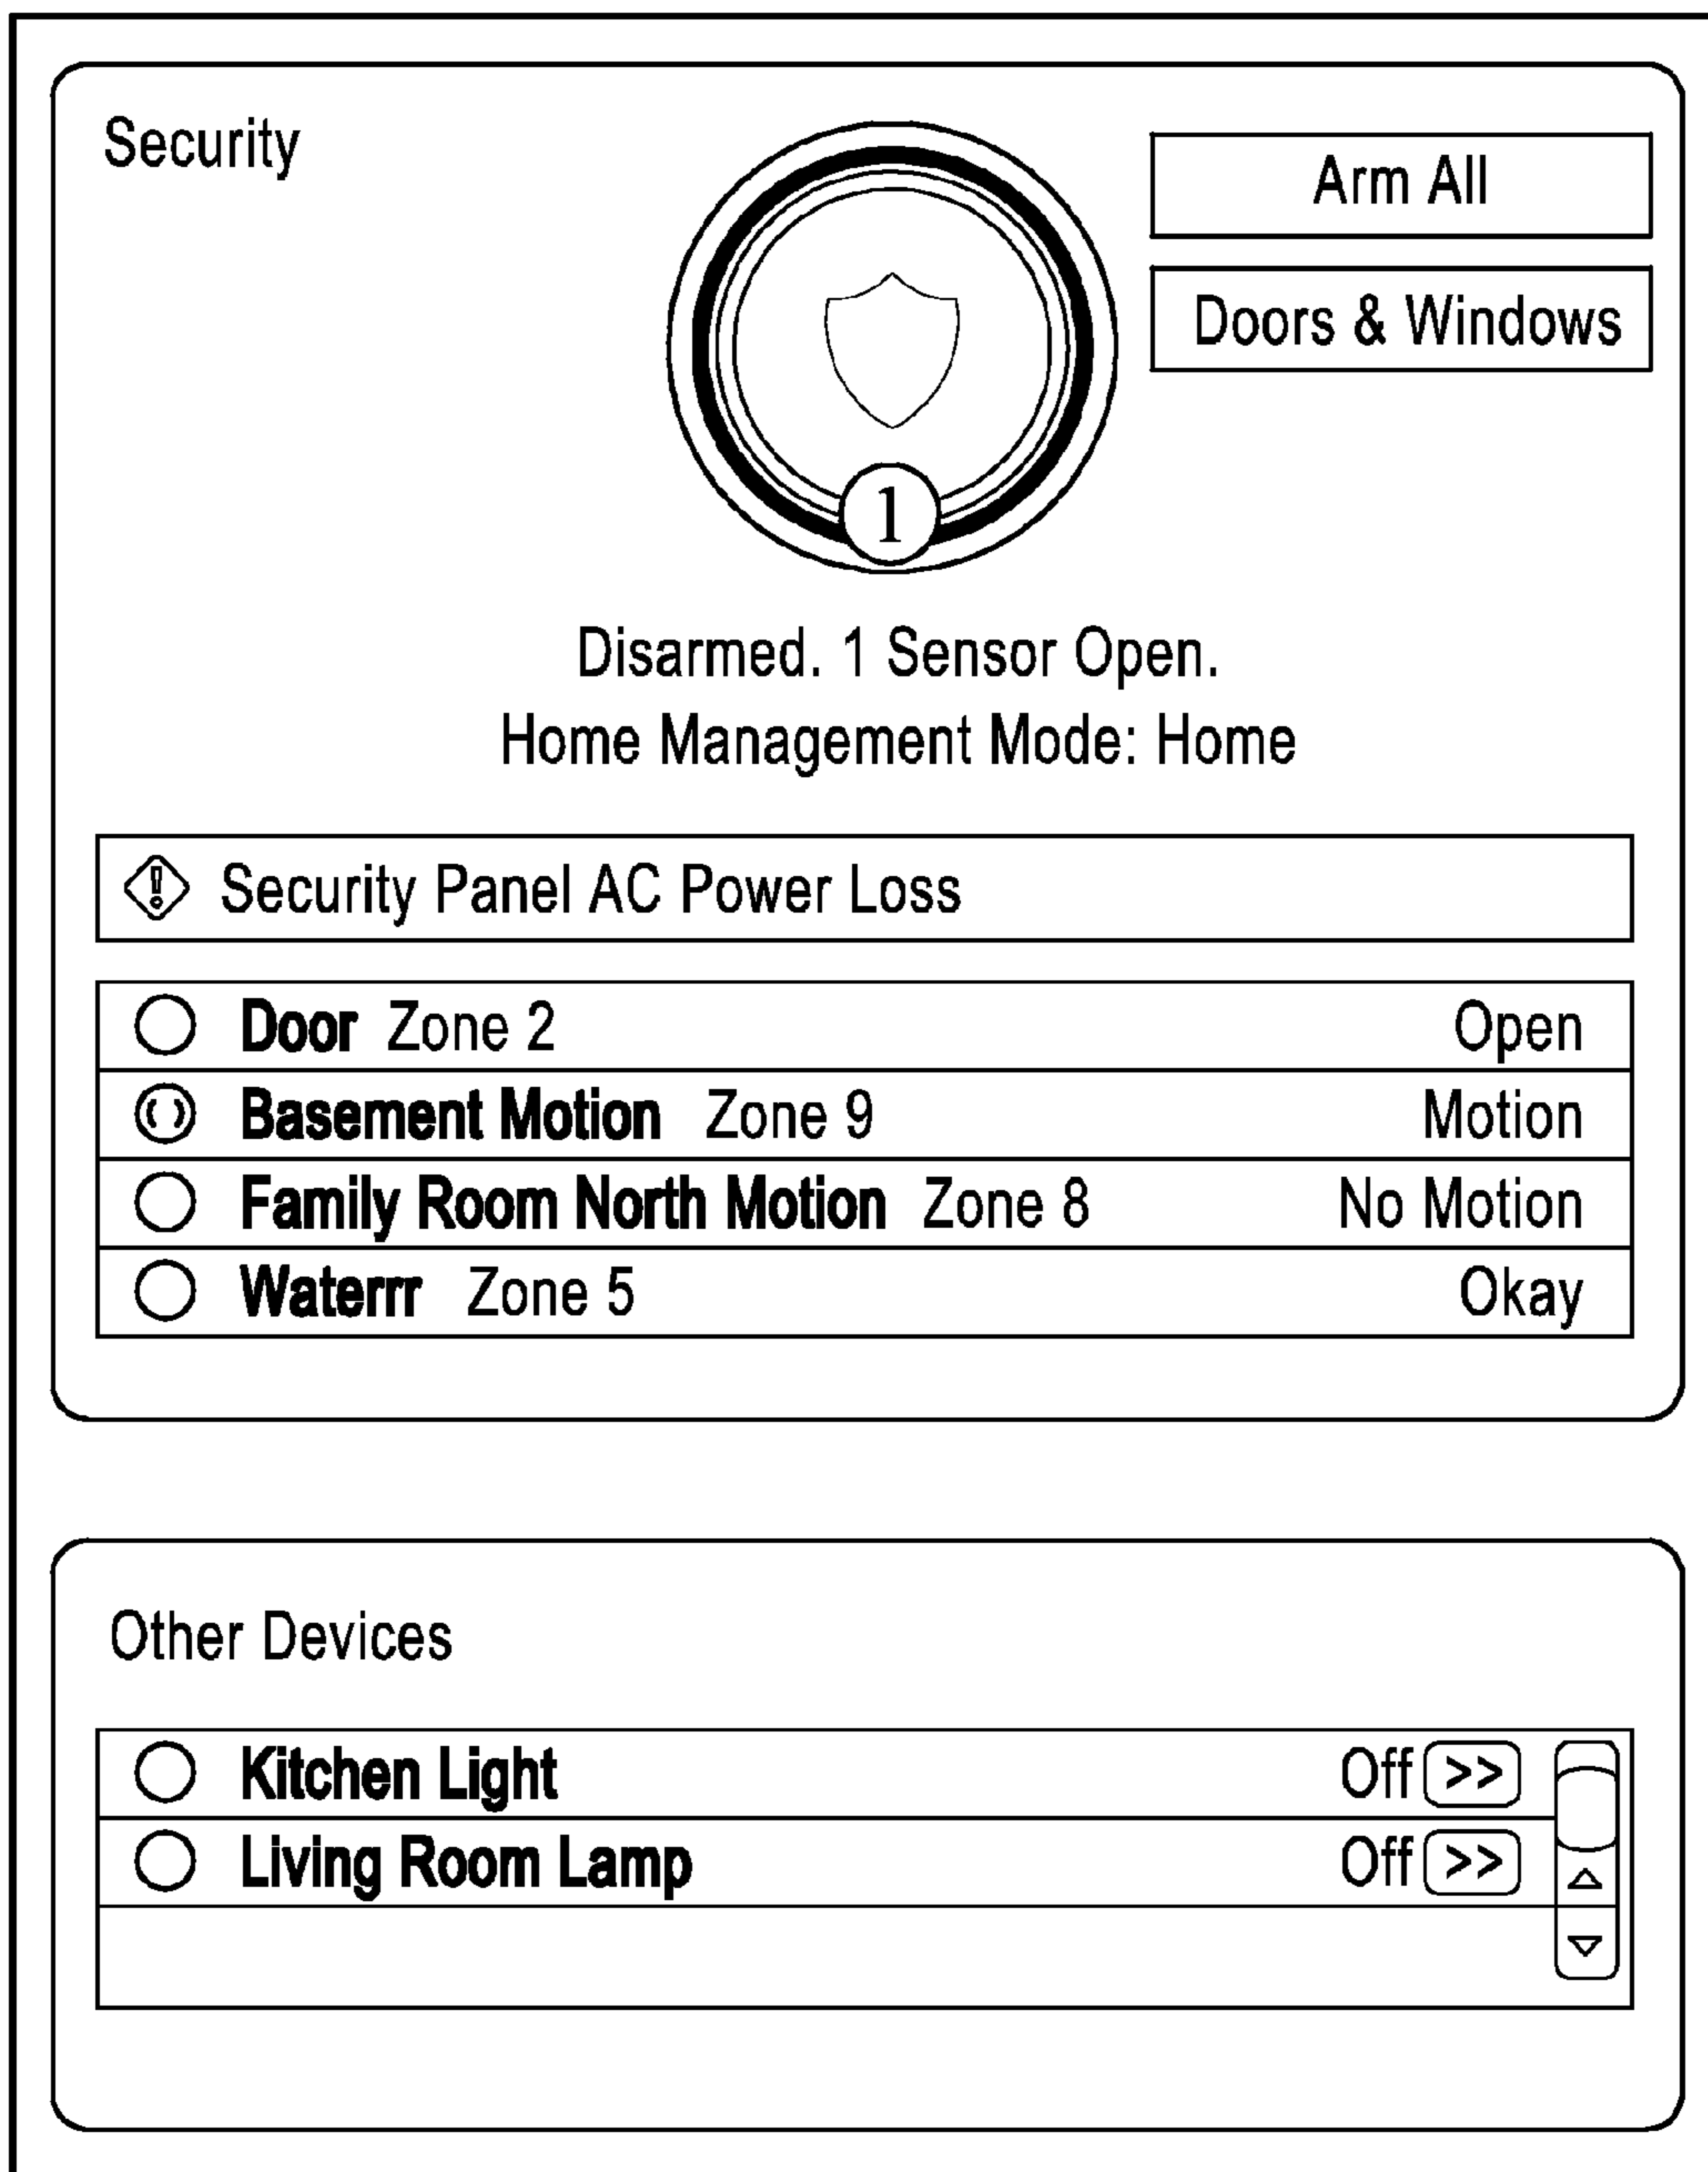 Security
Arm All
Doors & Windows
1
Disarmed. 1 Sensor Open.
Home Management Mode: Home
! Security Panel AC Power Loss
Door Zone 2 Open
Basement Motion Zone 9 Motion
Family Room North Motion Zone 8 No Motion
Waterrr Zone 5 Okay
Other Devices
Kitchen Light Off >>
Living Room Lamp Off >>